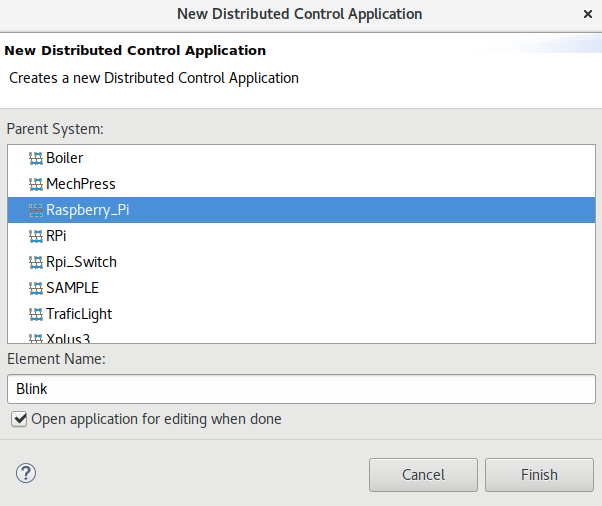 New Distributed Control Application
New Distributed Control Application
Creates a new Distributed Control Application
Parent System:
Boiler
MechPress
Raspberry_Pi
RPi
Rpi_Switch
SAMPLE
TraficLight
Xplus3
Element Name:
Blink
Open application for editing when done
Cancel
Finish